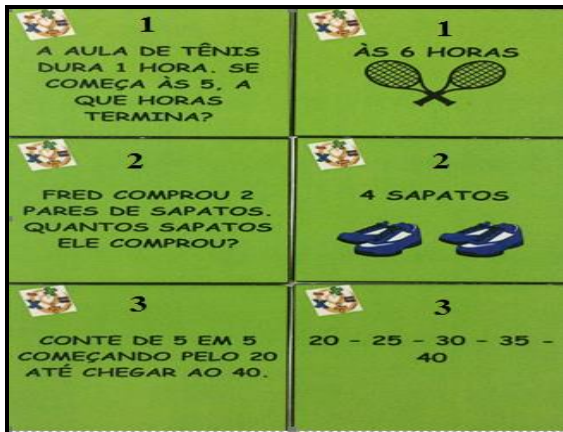 1
A AULA DE TÊNIS
DURA 1 HORA. SE
COMEÇA ÀS 5, A
QUE HORAS
TERMINA?
1
ÀS 6 HORAS
2
FRED COMPROU 2
PARES DE SAPATOS.
QUANTOS SAPATOS
ELE COMPROU?
2
4 SAPATOS
3
CONTE DE 5 EM 5
COMEÇANDO PELO 20
ATÉ CHEGAR AO 40.
3
20 - 25 - 30 - 35 -
40